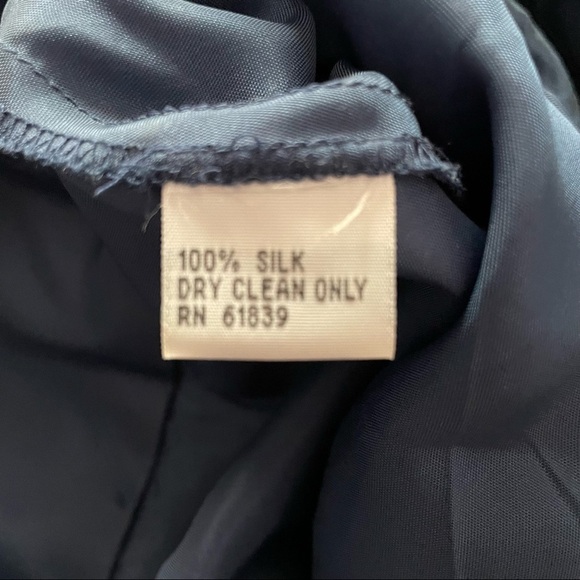 100% SILK
DRY CLEAN ONLY
RN 61839